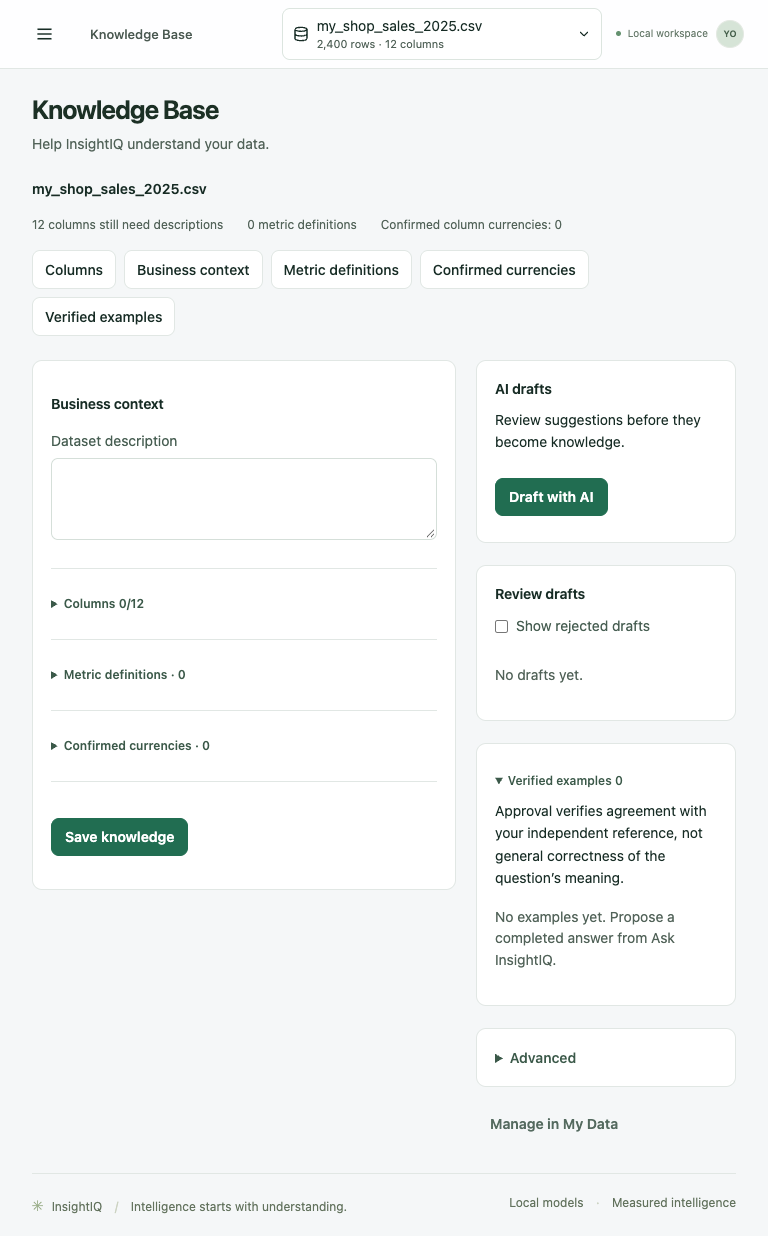 Knowledge Base
my_shop_sales_2025.csv
2,400 rows · 12 columns
Local workspace
YO
Knowledge Base
Help InsightIQ understand your data.
my_shop_sales_2025.csv
12 columns still need descriptions
0 metric definitions
Confirmed column currencies: 0
Columns
Business context
Metric definitions
Confirmed currencies
Verified examples
Business context
Dataset description
Columns 0/12
Metric definitions · 0
Confirmed currencies · 0
Save knowledge
AI drafts
Review suggestions before they
become knowledge.
Draft with AI
Review drafts
Show rejected drafts
No drafts yet.
Verified examples 0
Approval verifies agreement with
your independent reference, not
general correctness of the
question’s meaning.
No examples yet. Propose a
completed answer from Ask
InsightIQ.
Advanced
Manage in My Data
InsightIQ / Intelligence starts with understanding.
Local models · Measured intelligence